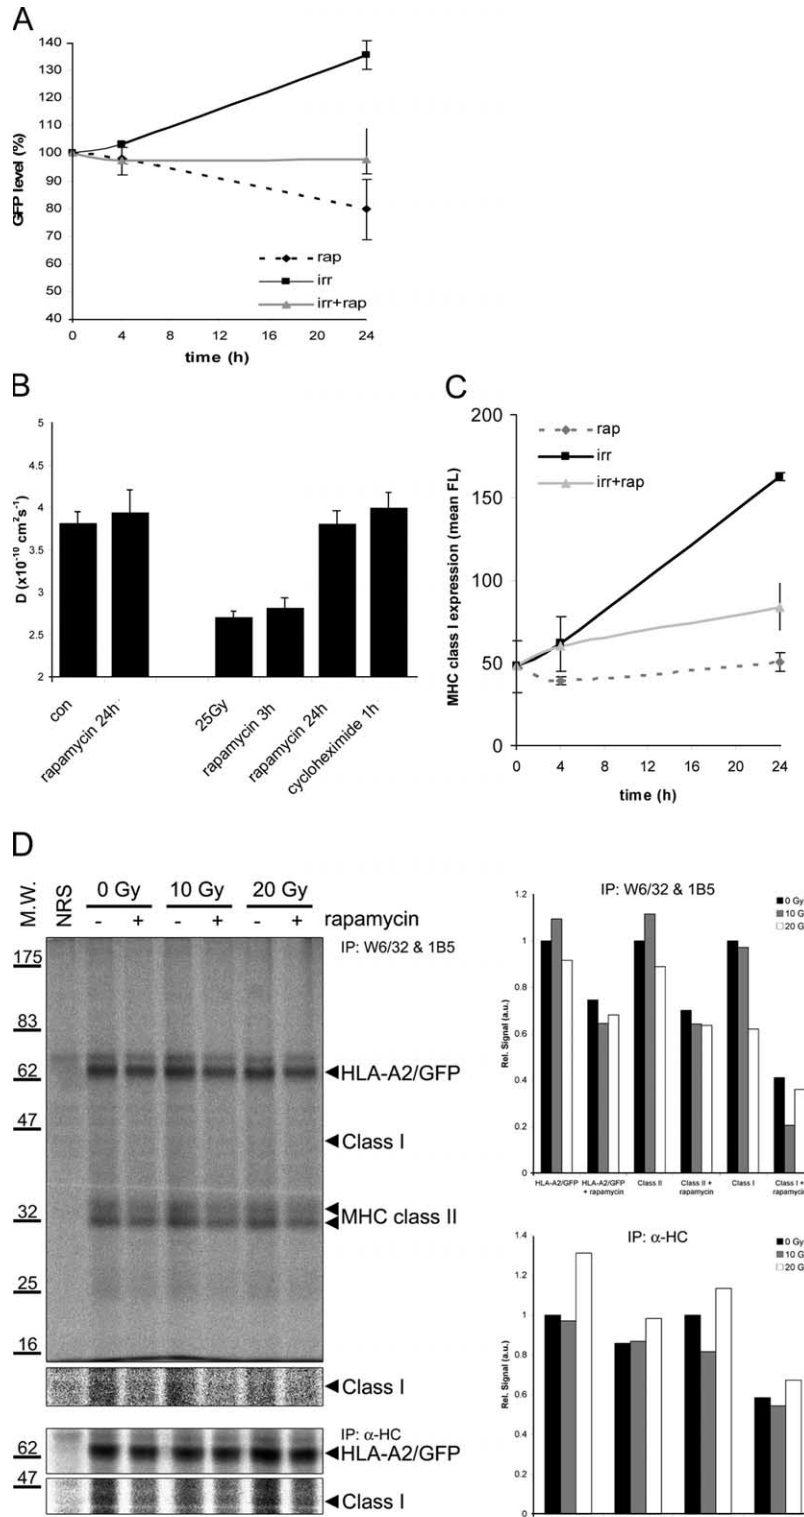 A
GFP level (%)
140
130
120
110
100
90
80
70
60
50
40
0 4 8 12 16 20 24
time (h)
rap
irr
irr+rap
B
D (x10⁻¹⁰ cm²s⁻¹)
5
4.5
4
3.5
3
2.5
2
con
rapamycin 24h
25Gy
rapamycin 3h
rapamycin 24h
cycloheximide 1h
C
MHC class I expression (mean FL)
200
150
100
50
0
0 4 8 12 16 20 24
time (h)
rap
irr
irr+rap
D
M.W.
NRS
0 Gy 10 Gy 20 Gy
- + - + - + rapamycin
IP: W6/32 & 1B5
175
83
62
47
32
25
16
HLA-A2/GFP
Class I
MHC class II
Class I
IP: α-HC
62
HLA-A2/GFP
47
Class I
IP: W6/32 & 1B5
Rel. Signal (a.u.)
1.2
1
0.8
0.6
0.4
0.2
0
0 Gy
10 G
20 G
HLA-A2/GFP
HLA-A2/GFP + rapamycin
Class II
Class II + rapamycin
Class I
Class I + rapamycin
IP: α-HC
Rel. Signal (a.u.)
1.4
1.2
1
0.8
0.6
0.4
0.2
0
0 Gy
10 G
20 G